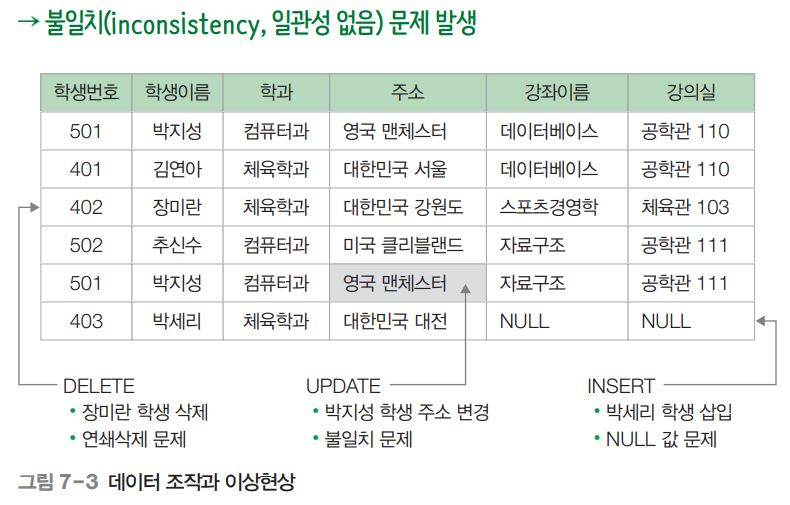 → 불일치(inconsistency, 일관성 없음) 문제 발생
학생번호 학생이름 학과 주소 강좌이름 강의실
501 박지성 컴퓨터과 영국 맨체스터 데이터베이스 공학관 110
401 김연아 체육학과 대한민국 서울 데이터베이스 공학관 110
402 장미란 체육학과 대한민국 강원도 스포츠경영학 체육관 103
502 추신수 컴퓨터과 미국 클리블랜드 자료구조 공학관 111
501 박지성 컴퓨터과 영국 맨체스터 자료구조 공학관 111
403 박세리 체육학과 대한민국 대전 NULL NULL
DELETE
• 장미란 학생 삭제
• 연쇄삭제 문제
UPDATE
• 박지성 학생 주소 변경
• 불일치 문제
INSERT
• 박세리 학생 삽입
• NULL 값 문제
그림 7-3 데이터 조작과 이상현상